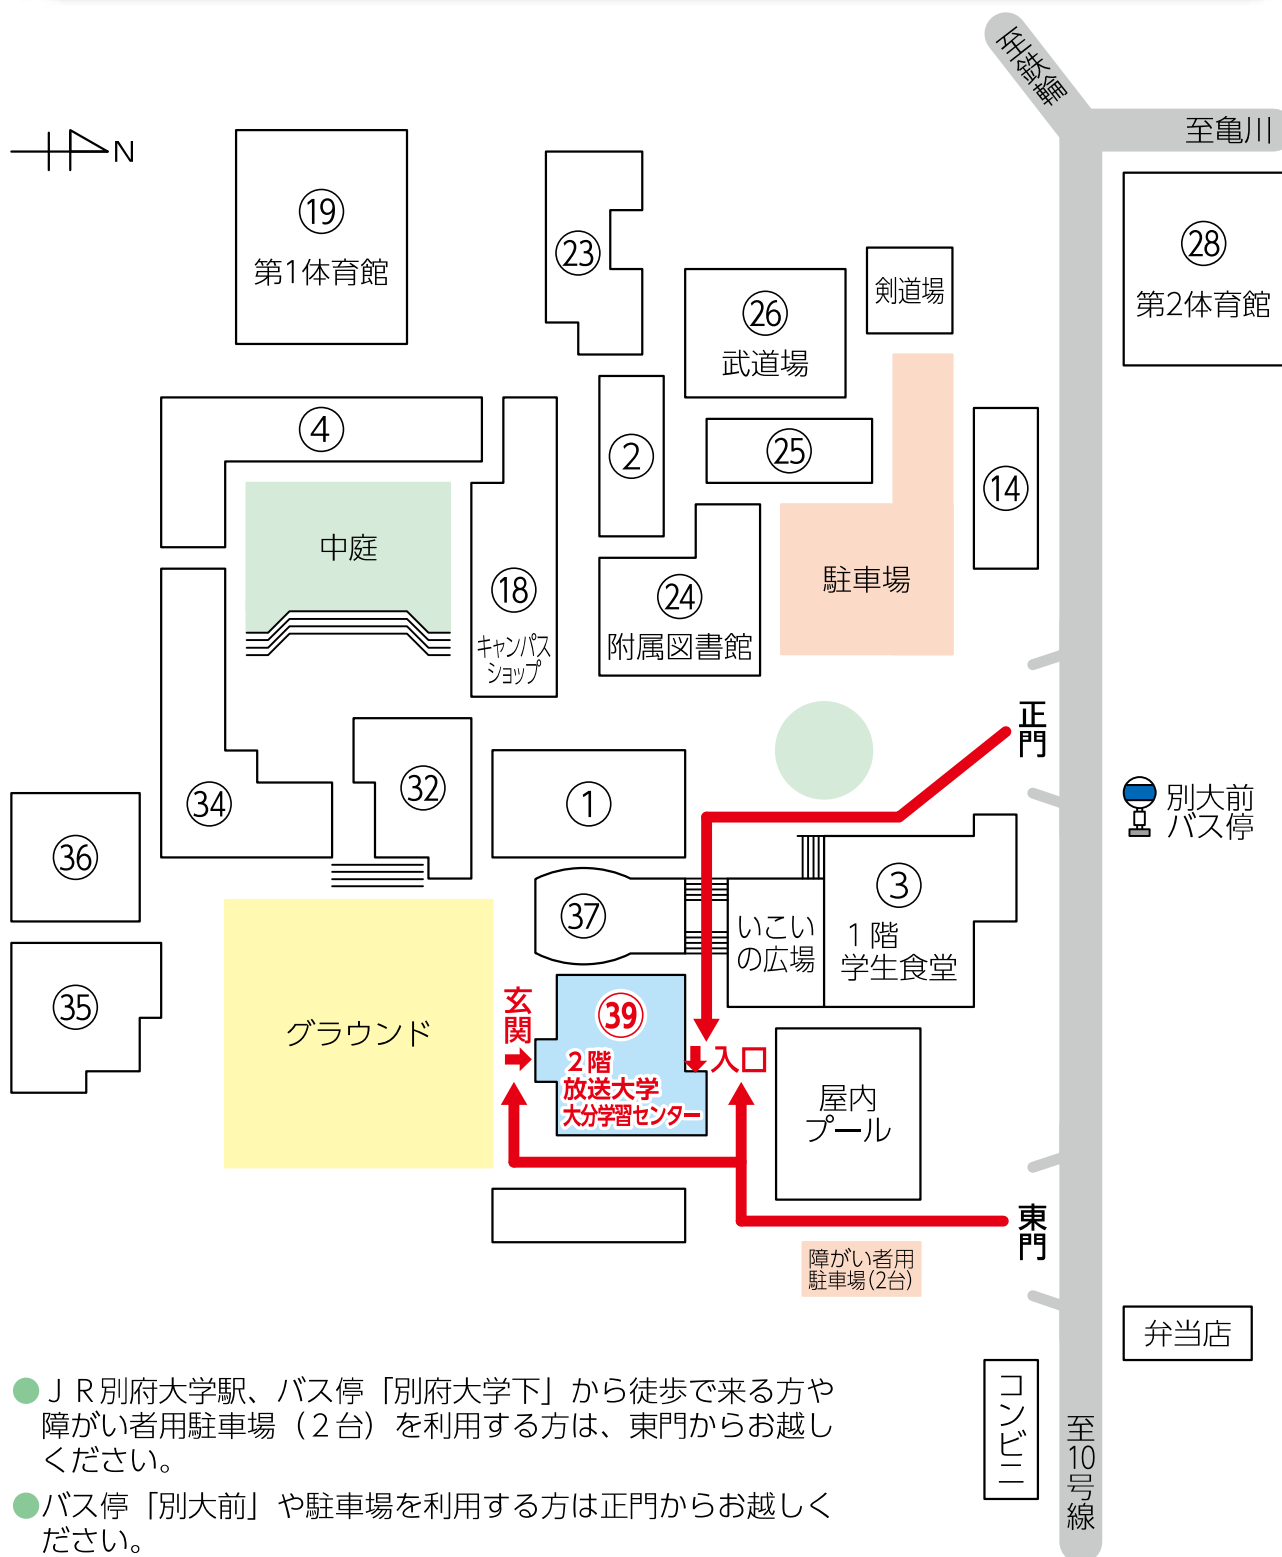 至鉄輪
至亀川
N
⑲
第1体育館
㉓
㉖
武道場
剣道場
㉘
第2体育館
④
②
㉕
⑭
中庭
⑱
キャンパス
ショップ
㉔
附属図書館
駐車場
正門
別大前
バス停
㉞
㉜
①
㊱
③
1階
学生食堂
㊲
いこい
の広場
㉟
グラウンド
玄関
㊴
2階
放送大学
大分学習センター
入口
屋内
プール
東門
障がい者用
駐車場(2台)
弁当店
コンビニ
至10号線
●ＪＲ別府大学駅、バス停「別府大学下」から徒歩で来る方や
障がい者用駐車場（２台）を利用する方は、東門からお越し
ください。
●バス停「別大前」や駐車場を利用する方は正門からお越しく
ださい。